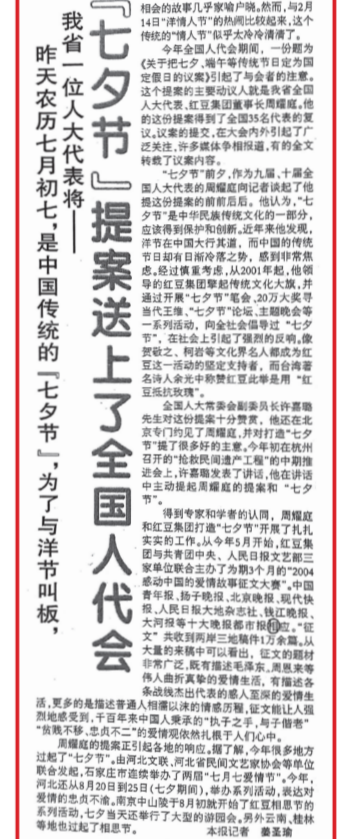 我省一位人大代表将——
『七夕节』提案送上了全国人代会
昨天农历七月初七,是中国传统的『七夕节』,为了与洋节叫板,
相会的故事几乎家喻户晓。然而,与2月
14日"洋情人节"的热闹比较起来,这个
传统的"情人节"似乎太冷冷清清了。
今年全国人代会期间,一份题为
《关于把七夕、端午等传统节日定为国
定假日的议案》引起了与会者的注意。
这个提案的主要动议人就是我省全国
人大代表、红豆集团董事长周耀庭。他
的这份提案得到了全国35名代表的复
议。议案的提交,在大会内外引起了广
泛关注,许多媒体争相报道,有的全文
转载了议案内容。
"七夕节"前夕,作为九届、十届全
国人大代表的周耀庭向记者谈起了他
提这份提案的前前后后。他认为,"七
夕节"是中华民族传统文化的一部分,
应该得到保护和创新。近年来他发现,
洋节在中国大行其道,而中国的传统
节日却有日渐冷落之势,感到非常焦
虑。经过慎重考虑,从2001年起,他领
导的红豆集团擎起传统文化大旗,并
通过开展"七夕节"笔会、20万大奖寻
当代王维、"七夕节"论坛、主题晚会等
一系列活动,向全社会倡导过"七夕
节",在社会上引起了强烈的反响。像
贺敬之、柯岩等文化界名人都成为红
豆这一活动的坚定支持者,而台湾著
名诗人余光中称赞红豆此举是用"红
豆抵抗玫瑰"。
全国人大常委会副委员长许嘉璐
先生对这份提案十分赞赏,他还在北
京专门约见了周耀庭,并对打造"七夕
节"提了很多好的主意。今年初在杭州
召开的"抢救民间遗产工程"的中期推
进会上,许嘉璐发表了讲话,他在讲话
中主动提起周耀庭的提案和"七夕
节"。
得到专家和学者的认同,周耀庭
和红豆集团打造"七夕节"开展了扎扎
实实的工作。从今年5月开始,红豆集
团与共青团中央、人民日报文艺部三
家单位联合主办了为期3个月的"2004
感动中国的爱情故事征文大赛"。中国
青年报、扬子晚报、北京晚报、现代快
报、人民日报大地杂志社、钱江晚报、
大河报等十大晚报都市报相应。"征
文"共收到两岸三地稿件1万余篇。从
大量的来稿中可以看出,征文的题材
非常广泛,既有描述毛泽东、周恩来等
伟人曲折真挚的爱情生活,有描述各
条战线杰出代表的感人至深的爱情生
活,更多的是描述普通人相濡以沫的情感历程,征文能让人强
烈地感受到,千百年来中国人秉承的"执子之手,与子偕老"
"贫贱不移、忠贞不二"的爱情观依然扎根于人们心中。
周耀庭的提案正引起各地的响应。据了解,今年很多地方
过起了"七夕节"。由河北文联、河北省民间文艺家协会等单位
联合发起,石家庄市连续举办了两届"七月七爱情节"。今年,
河北还从8月20日到25日(七夕期间),举办系列活动,表达对
爱情的忠贞不渝。南京中山陵于8月初就开始了红豆相思节的
系列活动,七夕当天还举行了大型的游园会。另外云南、桂林
等地也过起了相思节。
本报记者 晏圣瑜